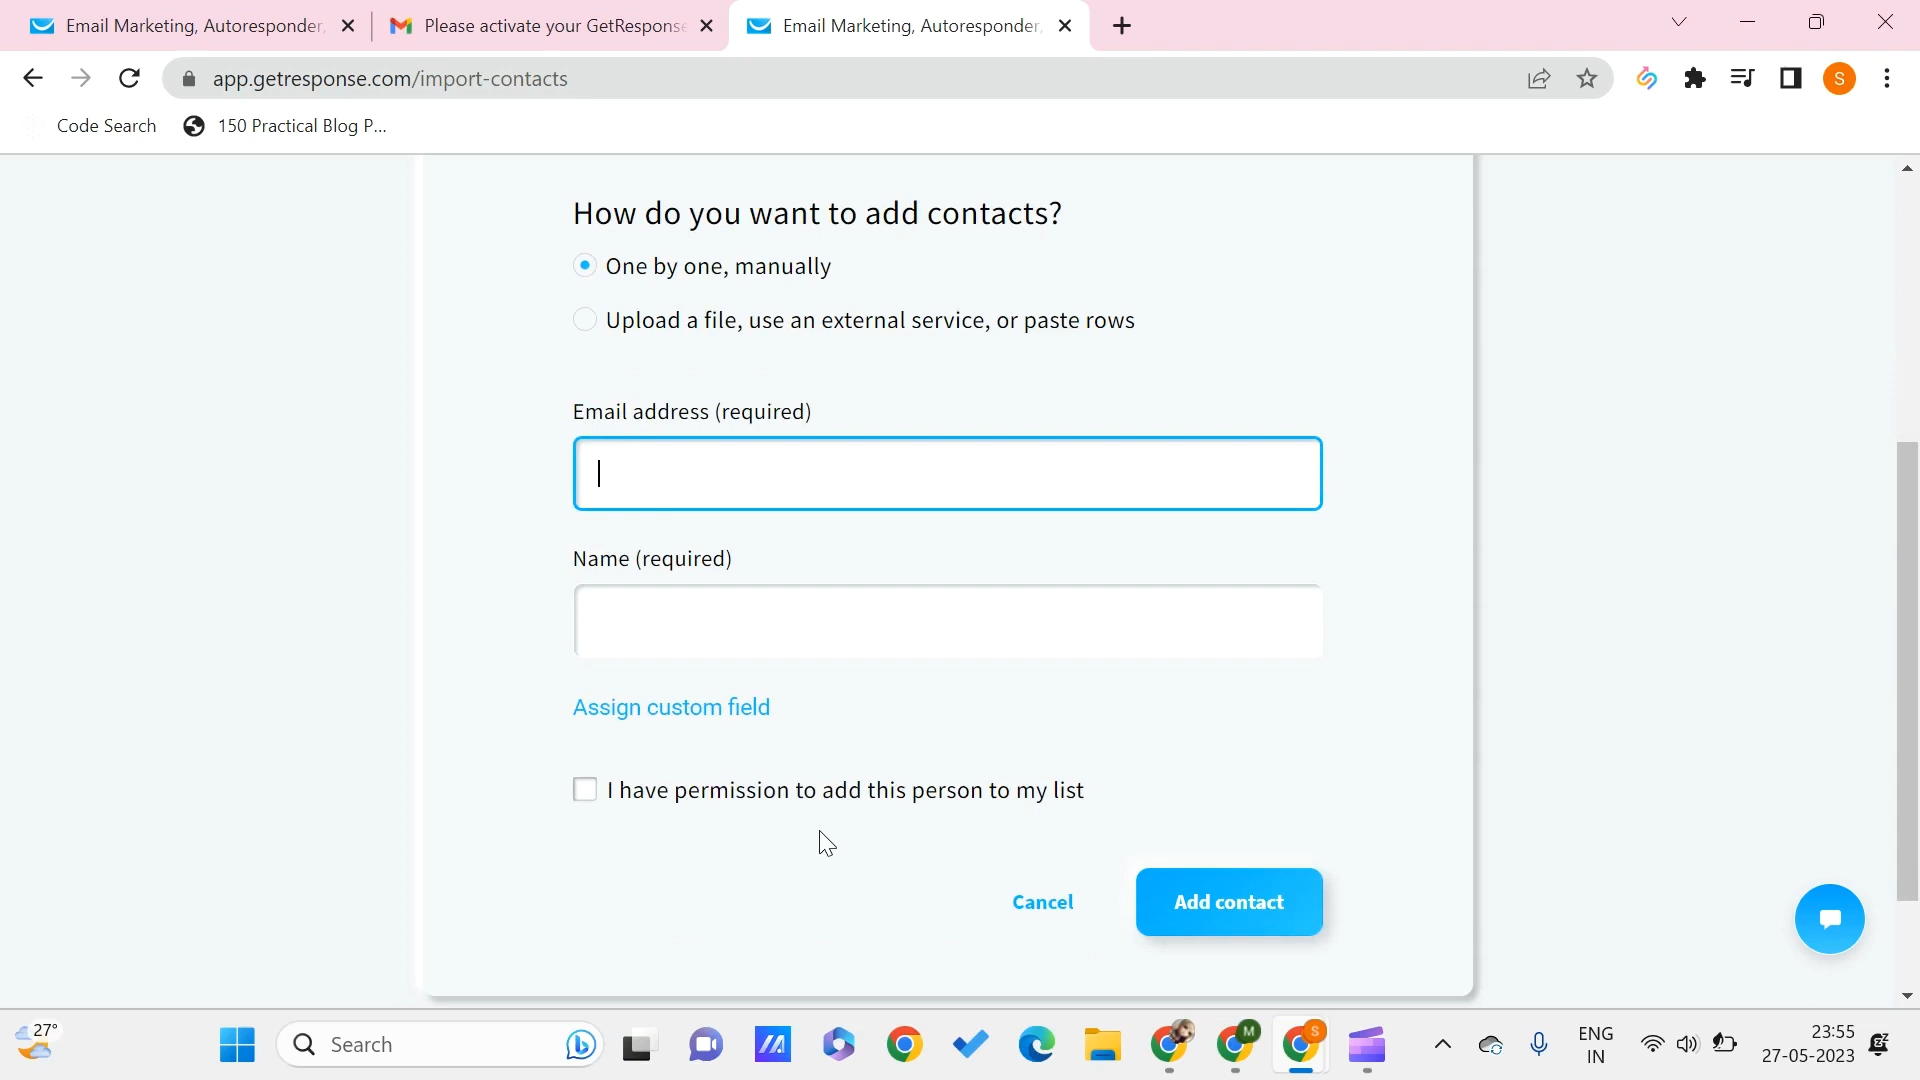 Email Marketing, Autoresponder,
Please activate your GetResponse
Email Marketing, Autoresponder,
app.getresponse.com/import-contacts
S
Code Search
150 Practical Blog P...
How do you want to add contacts?
One by one, manually
Upload a file, use an external service, or paste rows
Email address (required)
Name (required)
Assign custom field
I have permission to add this person to my list
Cancel
Add contact
27°
Search
M
S
ENG
IN
23:55
27-05-2023